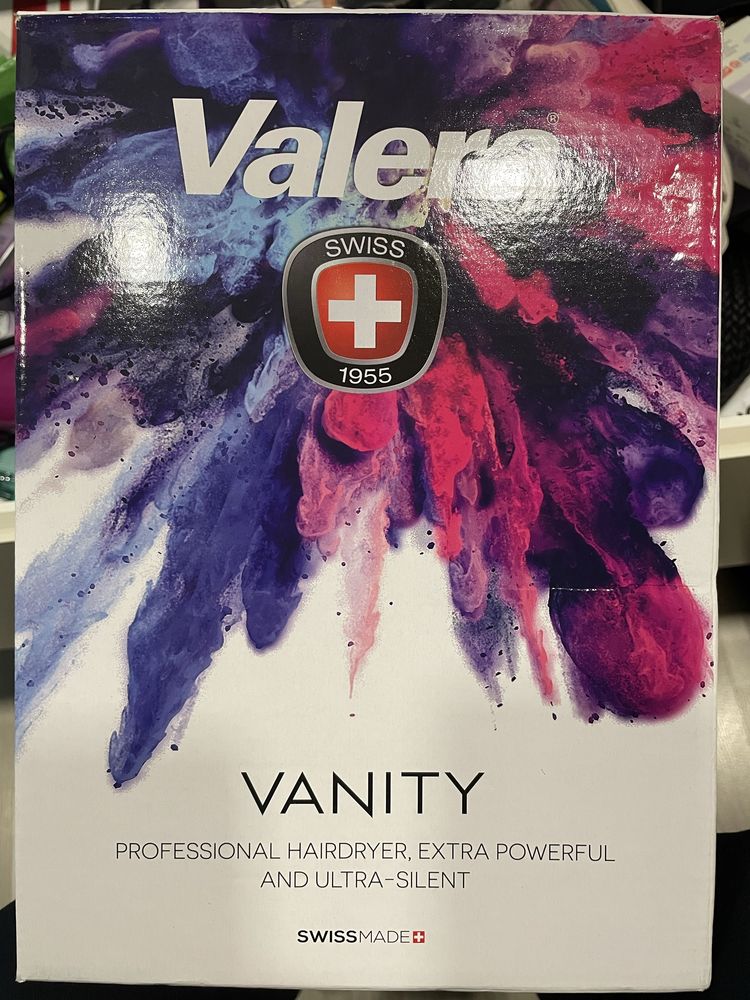 Valera®
SWISS
1955
VANITY
PROFESSIONAL HAIRDRYER, EXTRA POWERFUL
AND ULTRA-SILENT
SWISSMADE